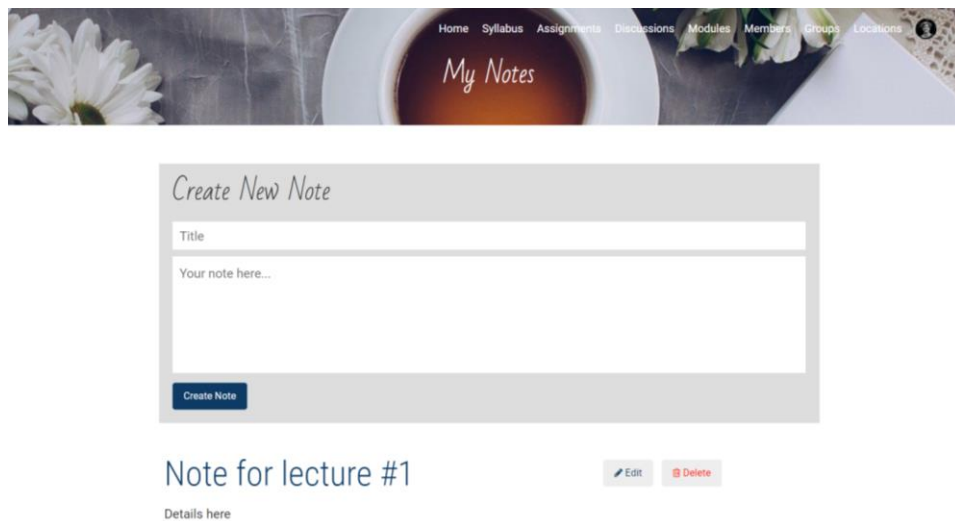 Home Syllabus Assignments Discussions Modules Members Groups Locations
My Notes
Create New Note
Title
Your note here...
Create Note
Note for lecture #1
Edit Delete
Details here